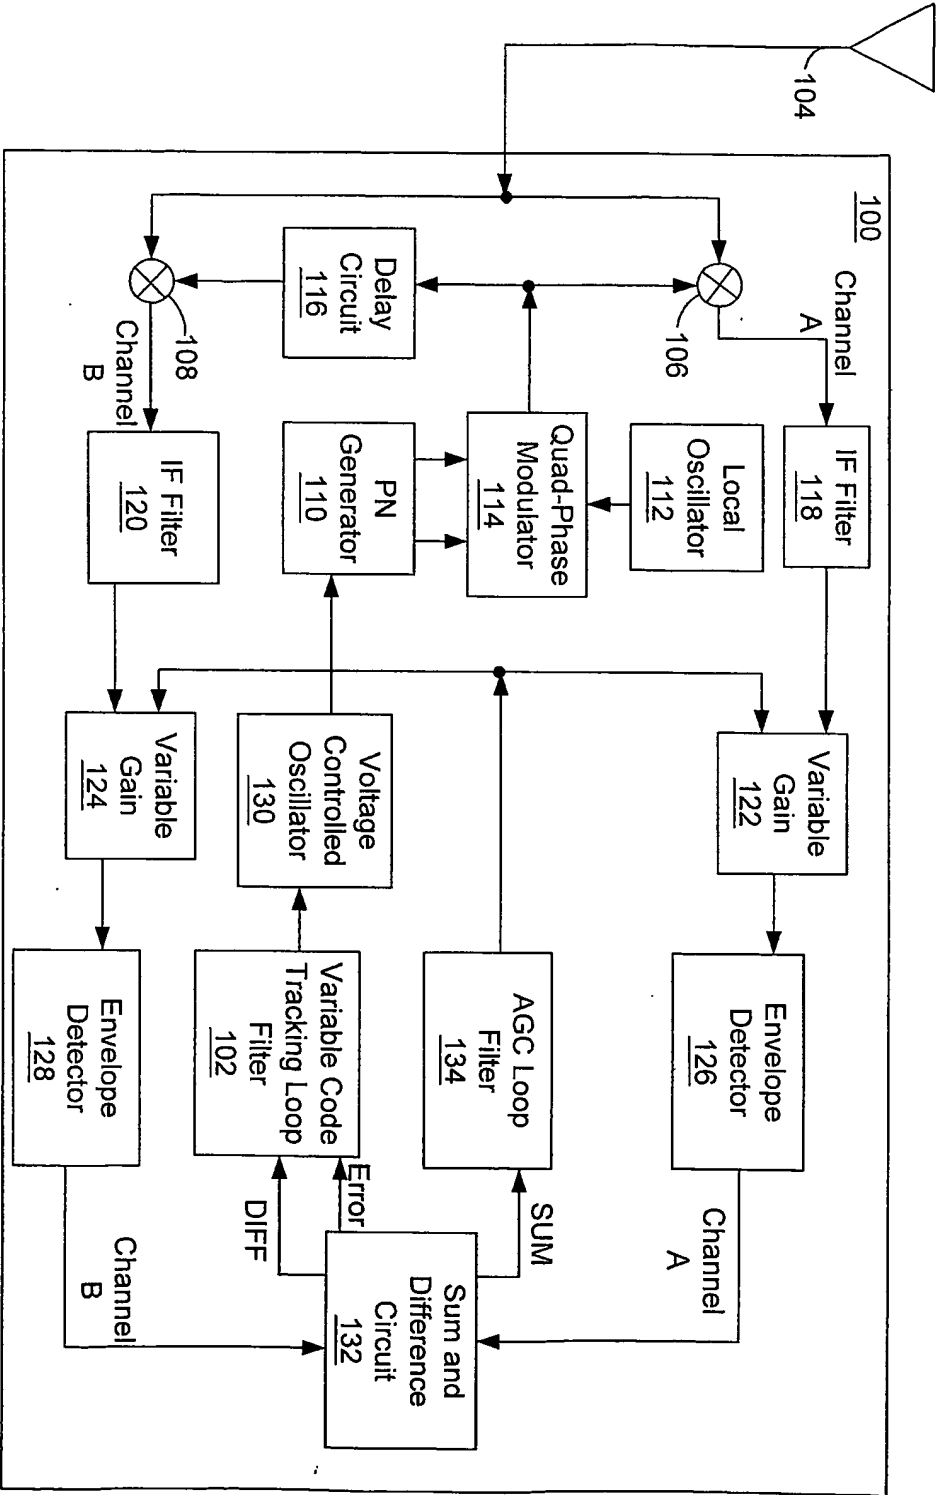 104
100
Channel
A
106
108
Channel
B
Delay
Circuit
116
IF Filter
118
Local
Oscillator
112
Quad-Phase
Modulator
114
PN
Generator
110
IF Filter
120
Variable
Gain
122
Voltage
Controlled
Oscillator
130
Variable
Gain
124
Envelope
Detector
126
AGC Loop
Filter
134
Variable Code
Tracking Loop
Filter
102
Envelope
Detector
128
Channel
A
SUM
Error
DIFF
Channel
B
Sum and
Difference
Circuit
132